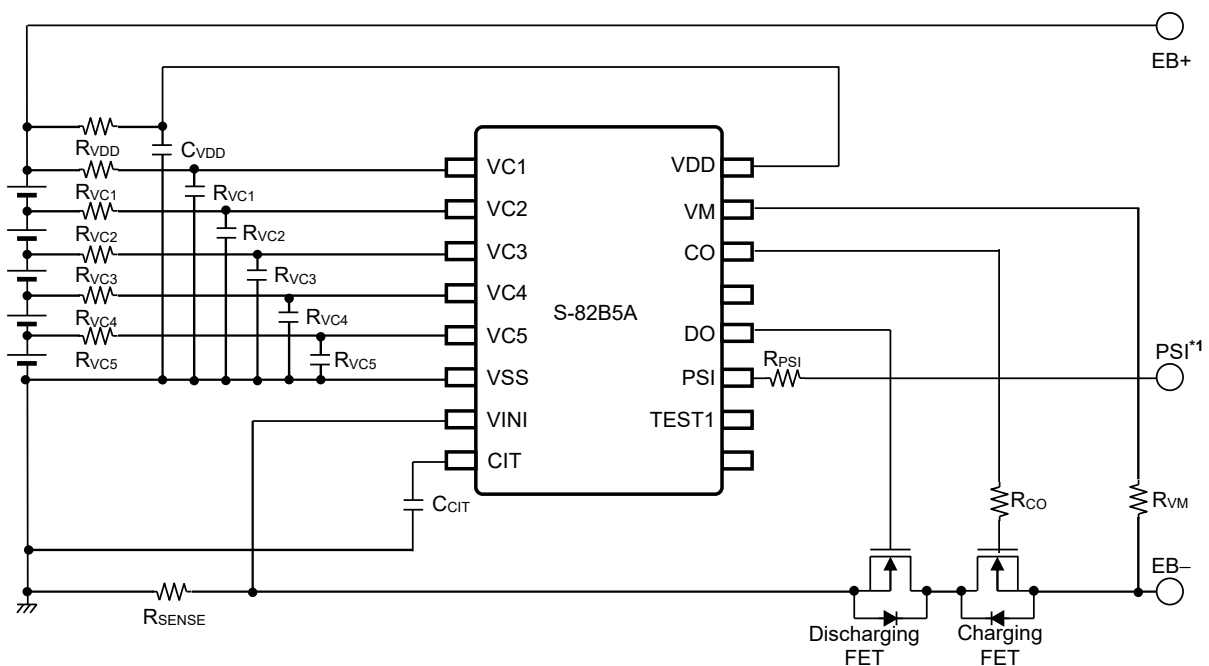 EB+
RVDD
CVDD
RVC1
RVC1
RVC2
RVC2
RVC3
RVC3
RVC4
RVC4
RVC5
RVC5
VC1
VC2
VC3
VC4
VC5
VSS
VINI
CIT
S-82B5A
VDD
VM
CO
DO
PSI
TEST1
RPSI
PSI*1
CCIT
RCO
RVM
EB–
RSENSE
Discharging
FET
Charging
FET